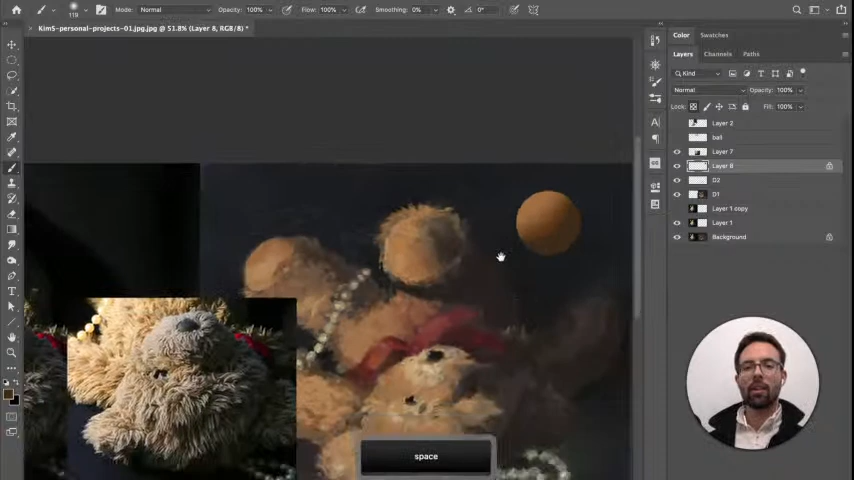 119
Mode: Normal
Opacity: 100%
Flow: 100%
Smoothing: 0%
0°
KimS-personal-projects-01.jpg.jpg @ 51.8% (Layer 8, RGB/8) *
Color Swatches
Layers Channels Paths
Kind
Normal
Opacity: 100%
Lock:
Fill: 100%
Layer 2
ball
Layer 7
Layer 8
D2
D1
Layer 1 copy
Layer 1
Background
space